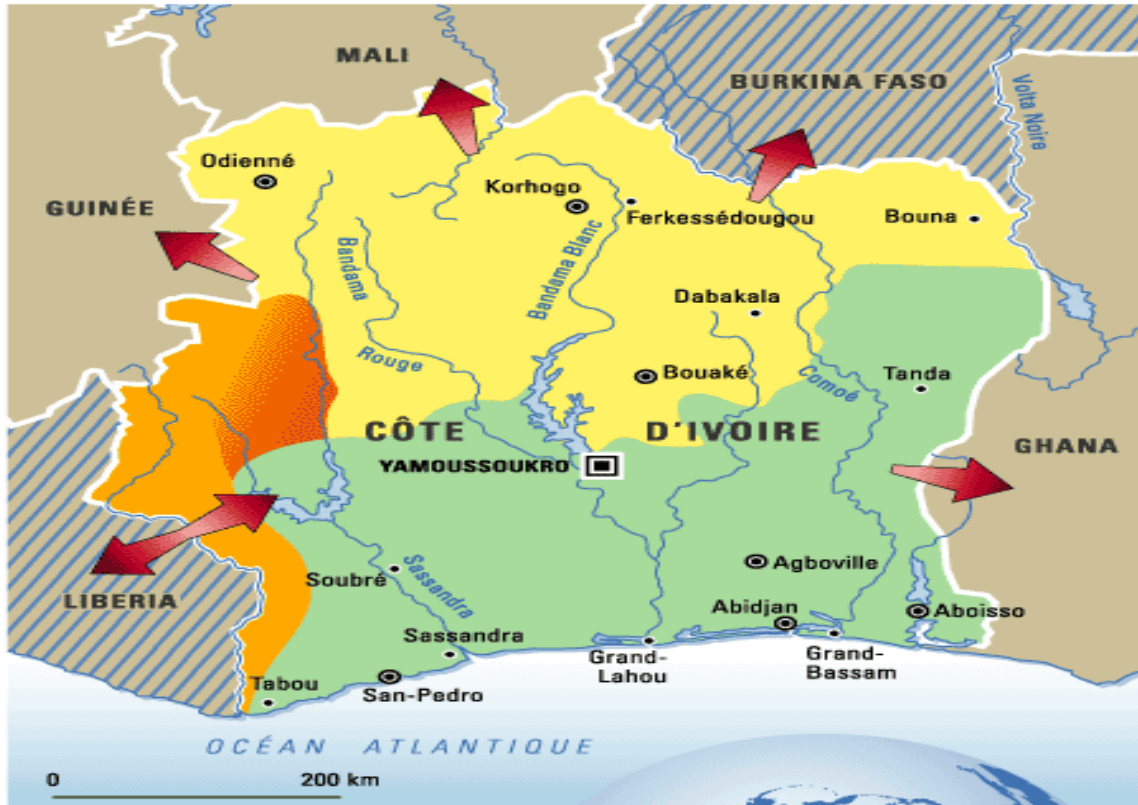 MALI
BURKINA FASO
Volta Noire
Odienné
Korhogo
GUINÉE
Ferkessédougou
Bouna
Bandama
Rouge
Bandama Blanc
Dabakala
Bouaké
Comoé
Tanda
CÔTE D'IVOIRE
YAMOUSSOUKRO
GHANA
Soubré
Sassandra
Agboville
LIBERIA
Abidjan
Aboisso
Sassandra
Grand-
Lahou
Grand-
Bassam
Tabou
San-Pedro
OCÉAN ATLANTIQUE
0 200 km